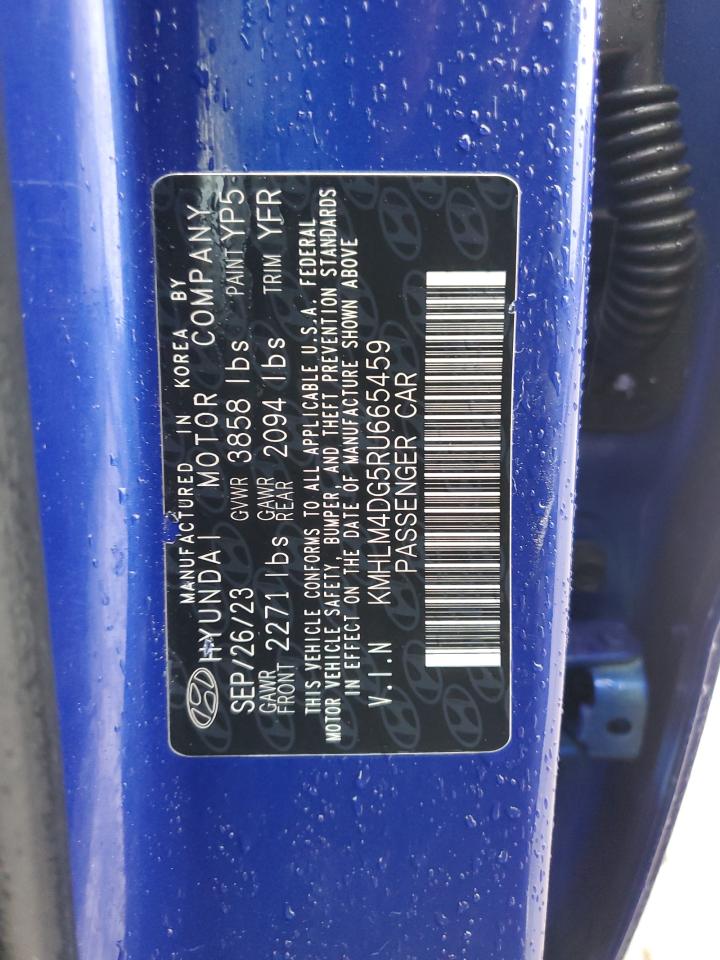 MANUFACTURED IN KOREA BY
HYUNDAI MOTOR COMPANY
SEP/26/23 GVWR 3858 lbs PAINT YP5
GAWR FRONT 2271 lbs GAWR REAR 2094 lbs TRIM YFR
THIS VEHICLE CONFORMS TO ALL APPLICABLE U.S.A. FEDERAL
MOTOR VEHICLE SAFETY, BUMPER, AND THEFT PREVENTION STANDARDS
IN EFFECT ON THE DATE OF MANUFACTURE SHOWN ABOVE
V.I.N KMHLM4DG5RU665459
PASSENGER CAR